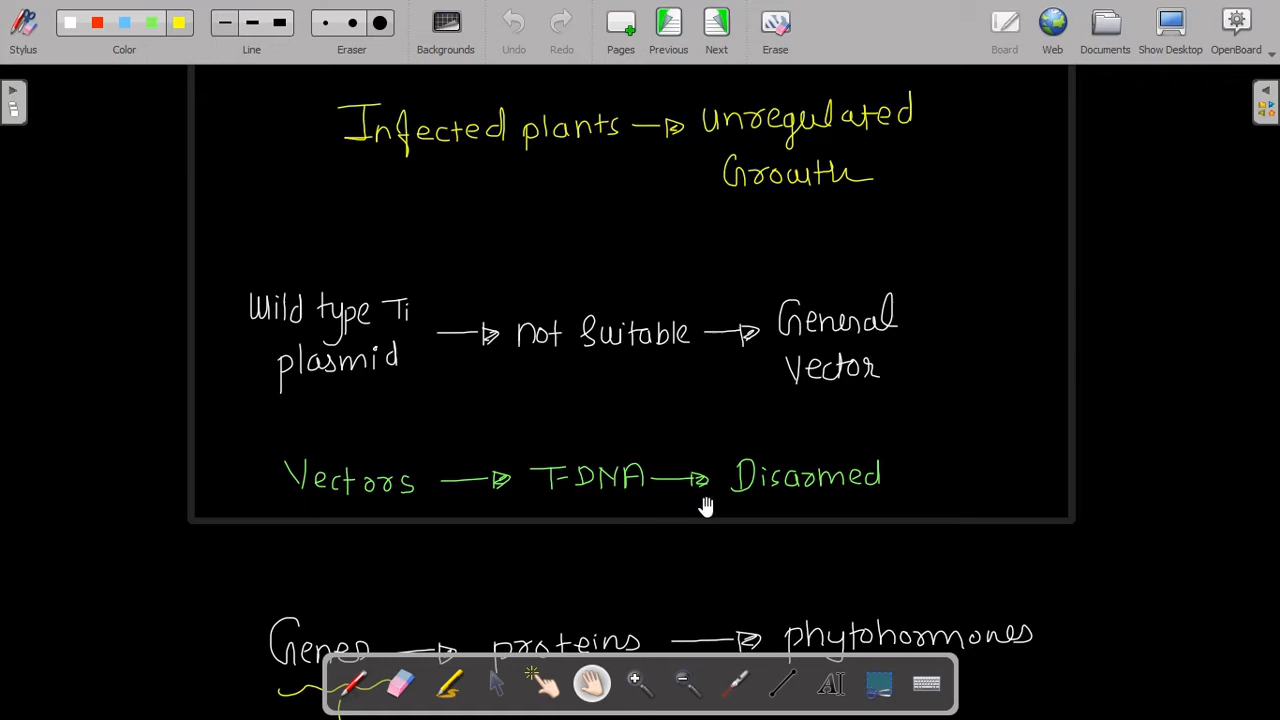 Stylus Color Line Eraser Backgrounds Undo Redo Pages Previous Next Erase Board Web Documents Show Desktop OpenBoard
Infected plants → unregulated
Growth
Wild type Ti
plasmid → not suitable → General
Vector
Vectors → T-DNA → Disarmed
Genes → proteins → phytohormones